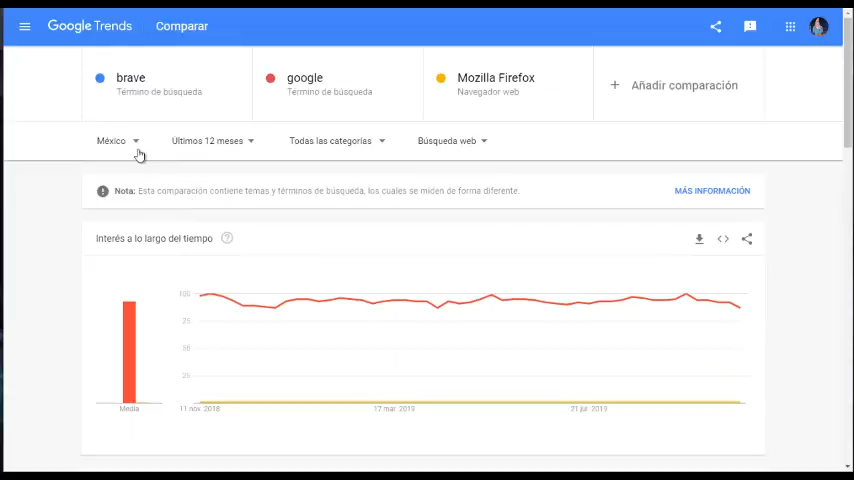 Google Trends Comparar
brave
Término de búsqueda
google
Término de búsqueda
Mozilla Firefox
Navegador web
+ Añadir comparación
México
Últimos 12 meses
Todas las categorías
Búsqueda web
Nota: Esta comparación contiene temas y términos de búsqueda, los cuales se miden de forma diferente.
MÁS INFORMACIÓN
Interés a lo largo del tiempo
100
25
50
25
Media
11 nov. 2018
17 mar. 2019
21 jul. 2019